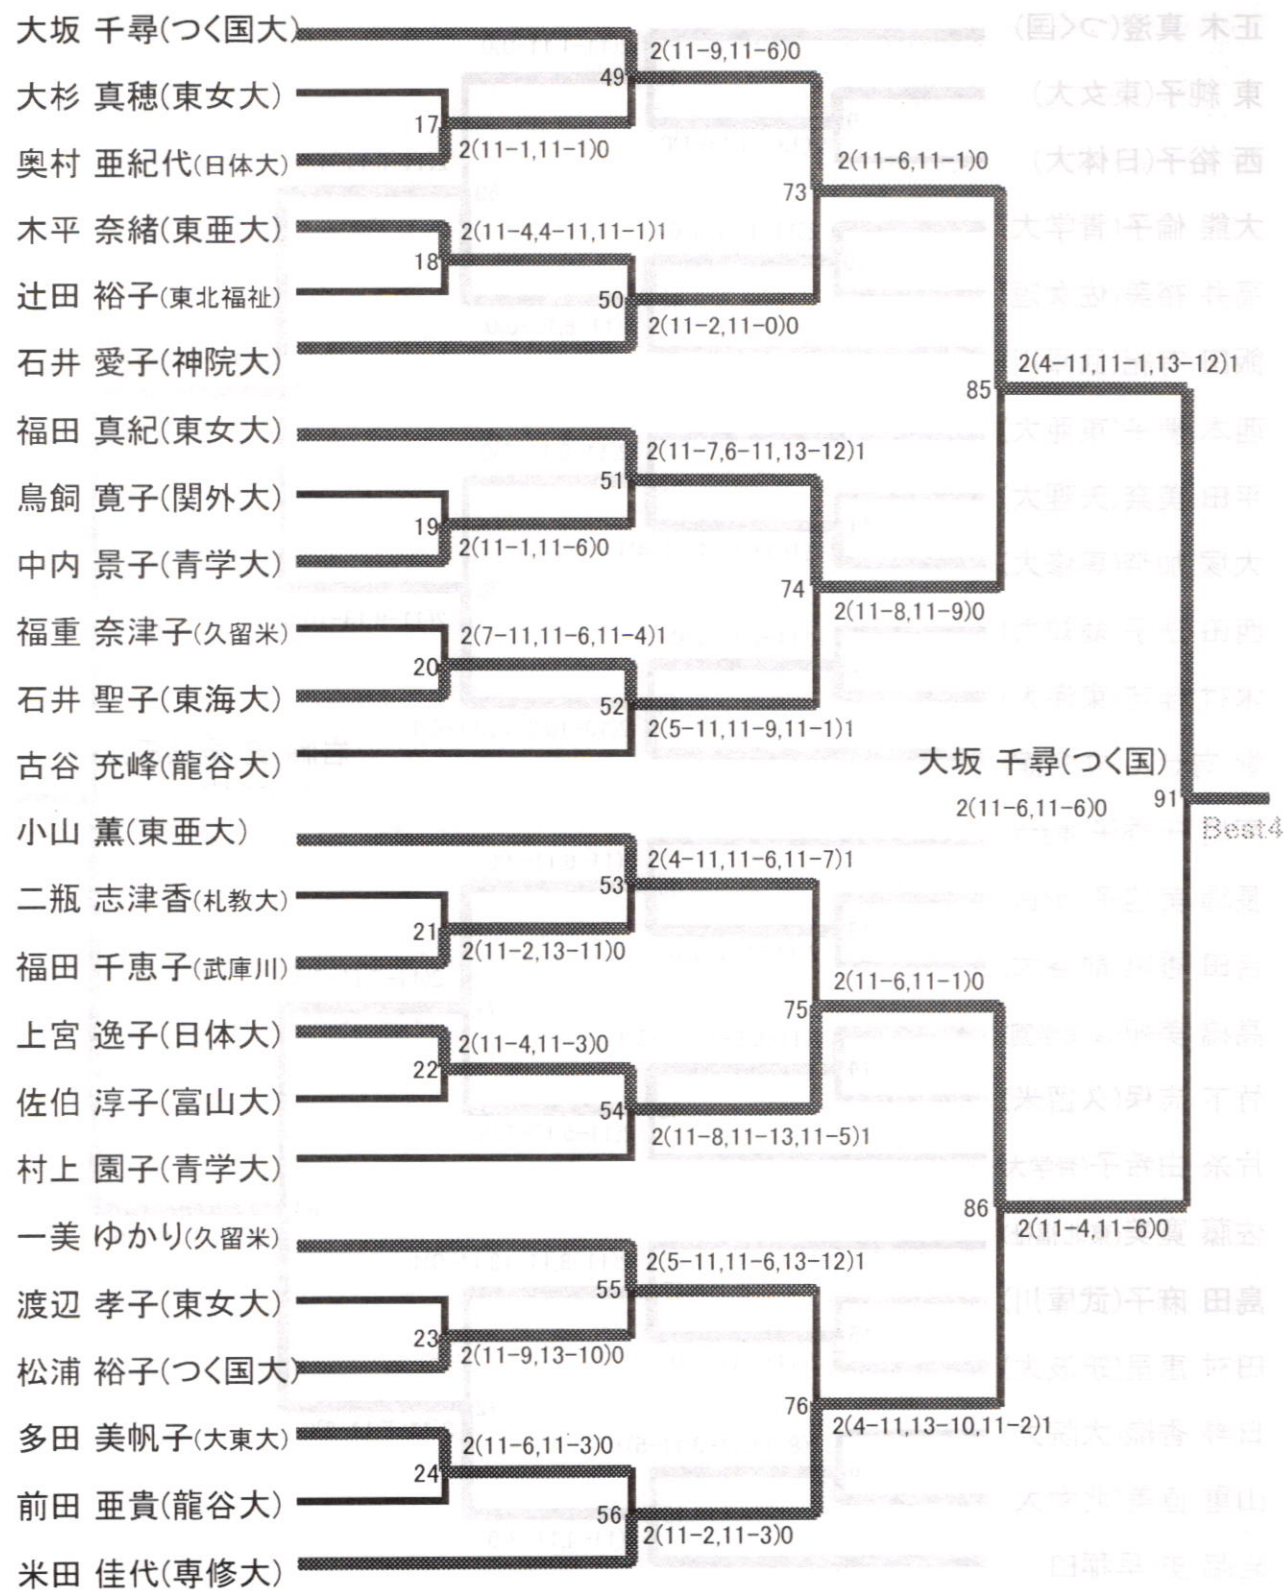 大坂 千尋(つく国大)
2(11-9,11-6)0
49
大杉 真穂(東女大)
17
2(11-1,11-1)0
奥村 亜紀代(日体大)
2(11-6,11-1)0
73
木平 奈緒(東亜大)
2(11-4,4-11,11-1)1
18
辻田 裕子(東北福祉)
50
2(11-2,11-0)0
石井 愛子(神院大)
2(4-11,11-1,13-12)1
85
福田 真紀(東女大)
2(11-7,6-11,13-12)1
51
鳥飼 寛子(関外大)
19
2(11-1,11-6)0
中内 景子(青学大)
74
2(11-8,11-9)0
福重 奈津子(久留米)
2(7-11,11-6,11-4)1
20
石井 聖子(東海大)
52
2(5-11,11-9,11-1)1
古谷 充峰(龍谷大)
大坂 千尋(つく国)
2(11-6,11-6)0
91
Best4
小山 薫(東亜大)
2(4-11,11-6,11-7)1
53
二瓶 志津香(札教大)
21
2(11-2,13-11)0
福田 千恵子(武庫川)
2(11-6,11-1)0
75
上宮 逸子(日体大)
2(11-4,11-3)0
22
佐伯 淳子(富山大)
54
2(11-8,11-13,11-5)1
村上 園子(青学大)
86
2(11-4,11-6)0
一美 ゆかり(久留米)
2(5-11,11-6,13-12)1
55
渡辺 孝子(東女大)
23
2(11-9,13-10)0
松浦 裕子(つく国大)
76
2(4-11,13-10,11-2)1
多田 美帆子(大東大)
2(11-6,11-3)0
24
前田 亜貴(龍谷大)
56
2(11-2,11-3)0
米田 佳代(専修大)